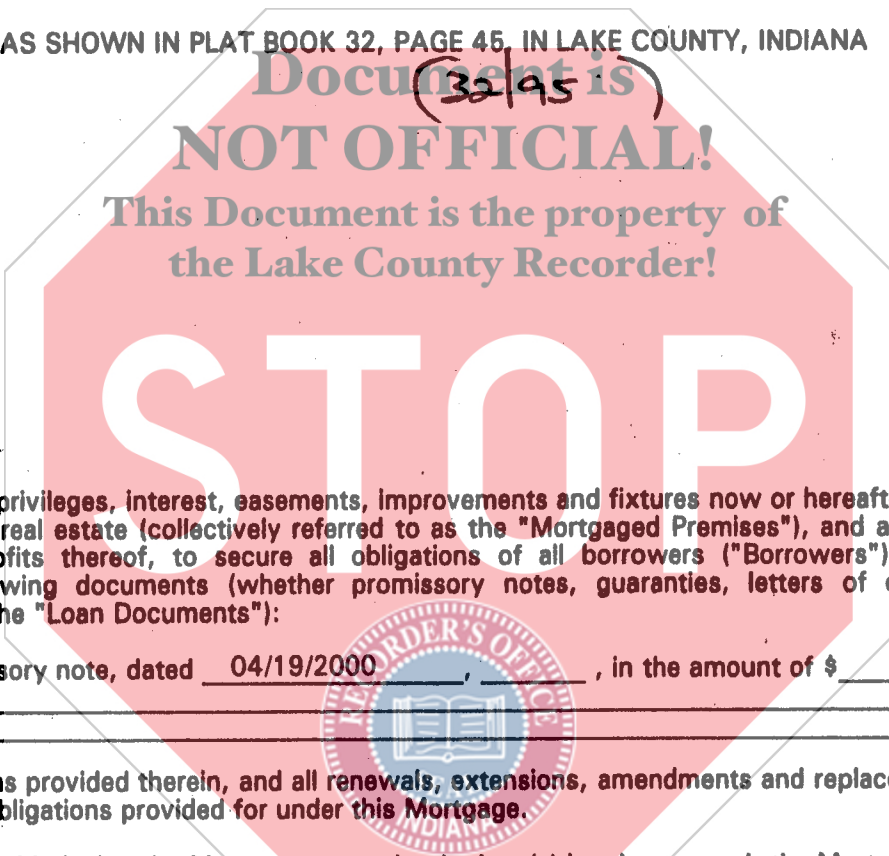 AS SHOWN IN PLAT BOOK 32, PAGE 45, IN LAKE COUNTY, INDIANA
(32/95)
Document is
NOT OFFICIAL!
This Document is the property of
the Lake County Recorder!
STOP
privileges, interest, easements, improvements and fixtures now or hereaft
real estate (collectively referred to as the "Mortgaged Premises"), and a
ofits thereof, to secure all obligations of all borrowers ("Borrowers")
wing documents (whether promissory notes, guaranties, letters of
he "Loan Documents"):
sory note, dated 04/19/2000, , in the amount of $
RECORDER'S OFFICE
s provided therein, and all renewals, extensions, amendments and replac
bligations provided for under this Mortgage.
INDIANA